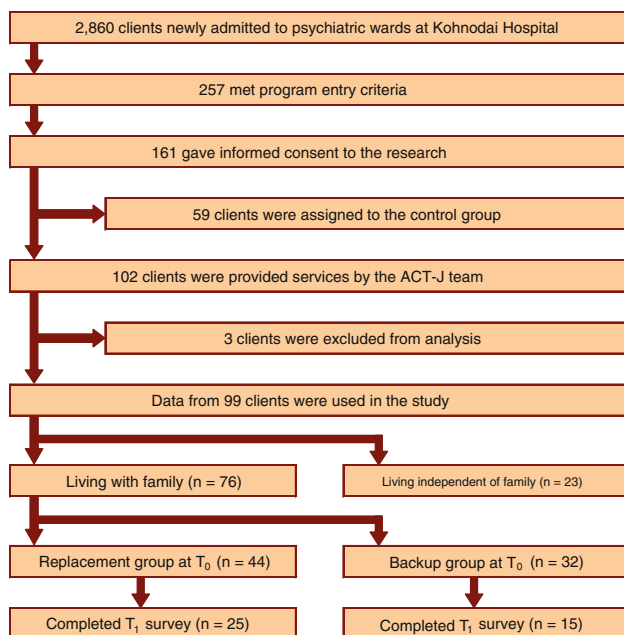 2,860 clients newly admitted to psychiatric wards at Kohnodai Hospital
257 met program entry criteria
161 gave informed consent to the research
59 clients were assigned to the control group
102 clients were provided services by the ACT-J team
3 clients were excluded from analysis
Data from 99 clients were used in the study
Living with family (n = 76)
Living independent of family (n = 23)
Replacement group at T₀ (n = 44)
Backup group at T₀ (n = 32)
Completed T₁ survey (n = 25)
Completed T₁ survey (n = 15)